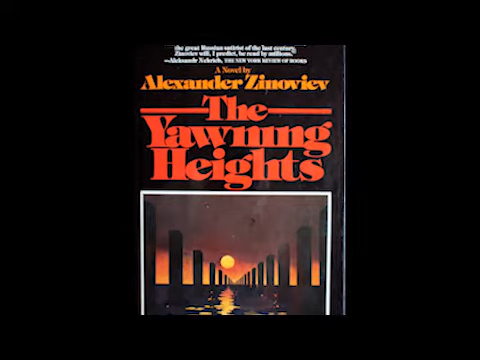 the great Russian satirist of the last century,
Zinoviev will, I predict, be read by millions."
—Aleksandr Nekrich, THE NEW YORK REVIEW OF BOOKS
A Novel by
Alexander Zinoviev
The
Yawning
Heights